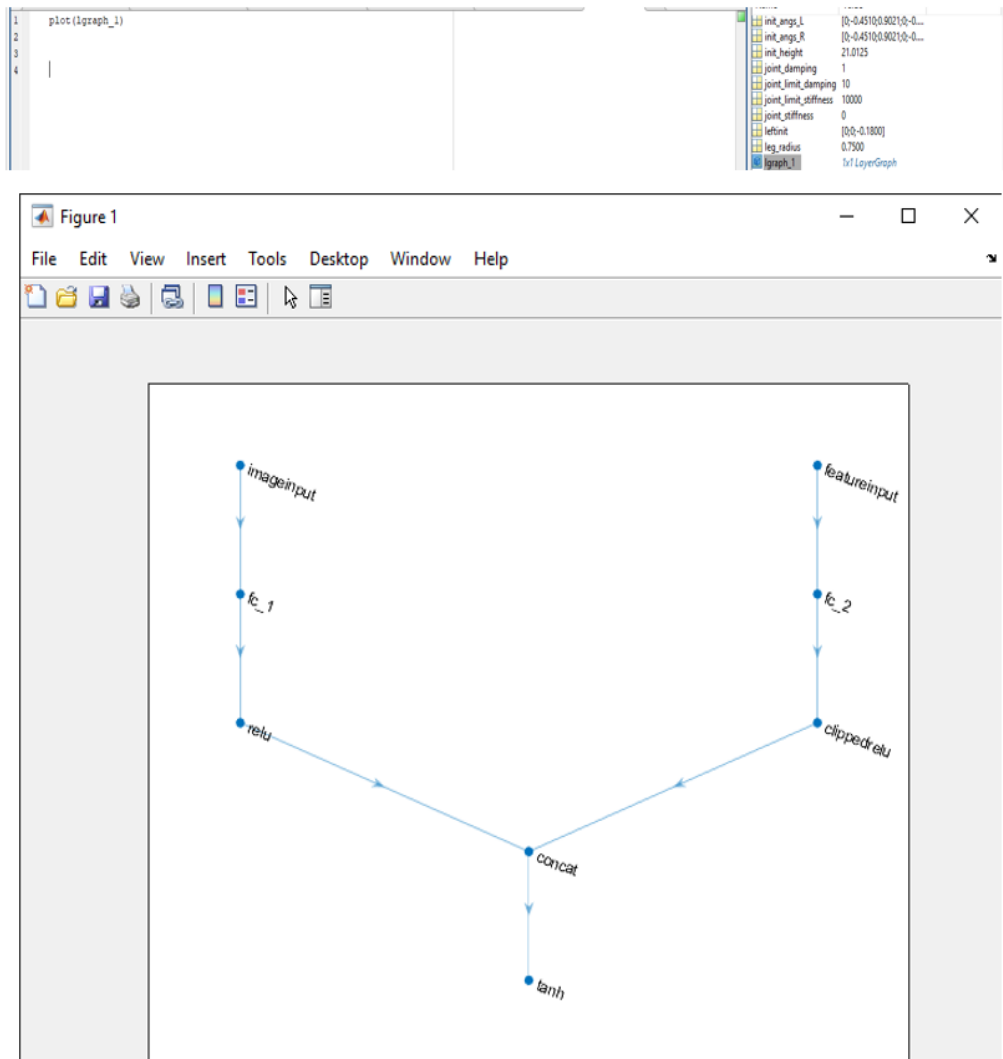 1 plot(lgraph_1)
2
3
4
init_angs_L [0;-0.4510;0.9021;0;-0....
init_angs_R [0;-0.4510;0.9021;0;-0....
init_height 21.0125
joint_damping 1
joint_limit_damping 10
joint_limit_stiffness 10000
joint_stiffness 0
leftinit [0;0;-0.1800]
leg_radius 0.7500
lgraph_1 1x1 LayerGraph
Figure 1
File Edit View Insert Tools Desktop Window Help
imageinput
featureinput
fc_1
fc_2
relu
clippedrelu
concat
tanh